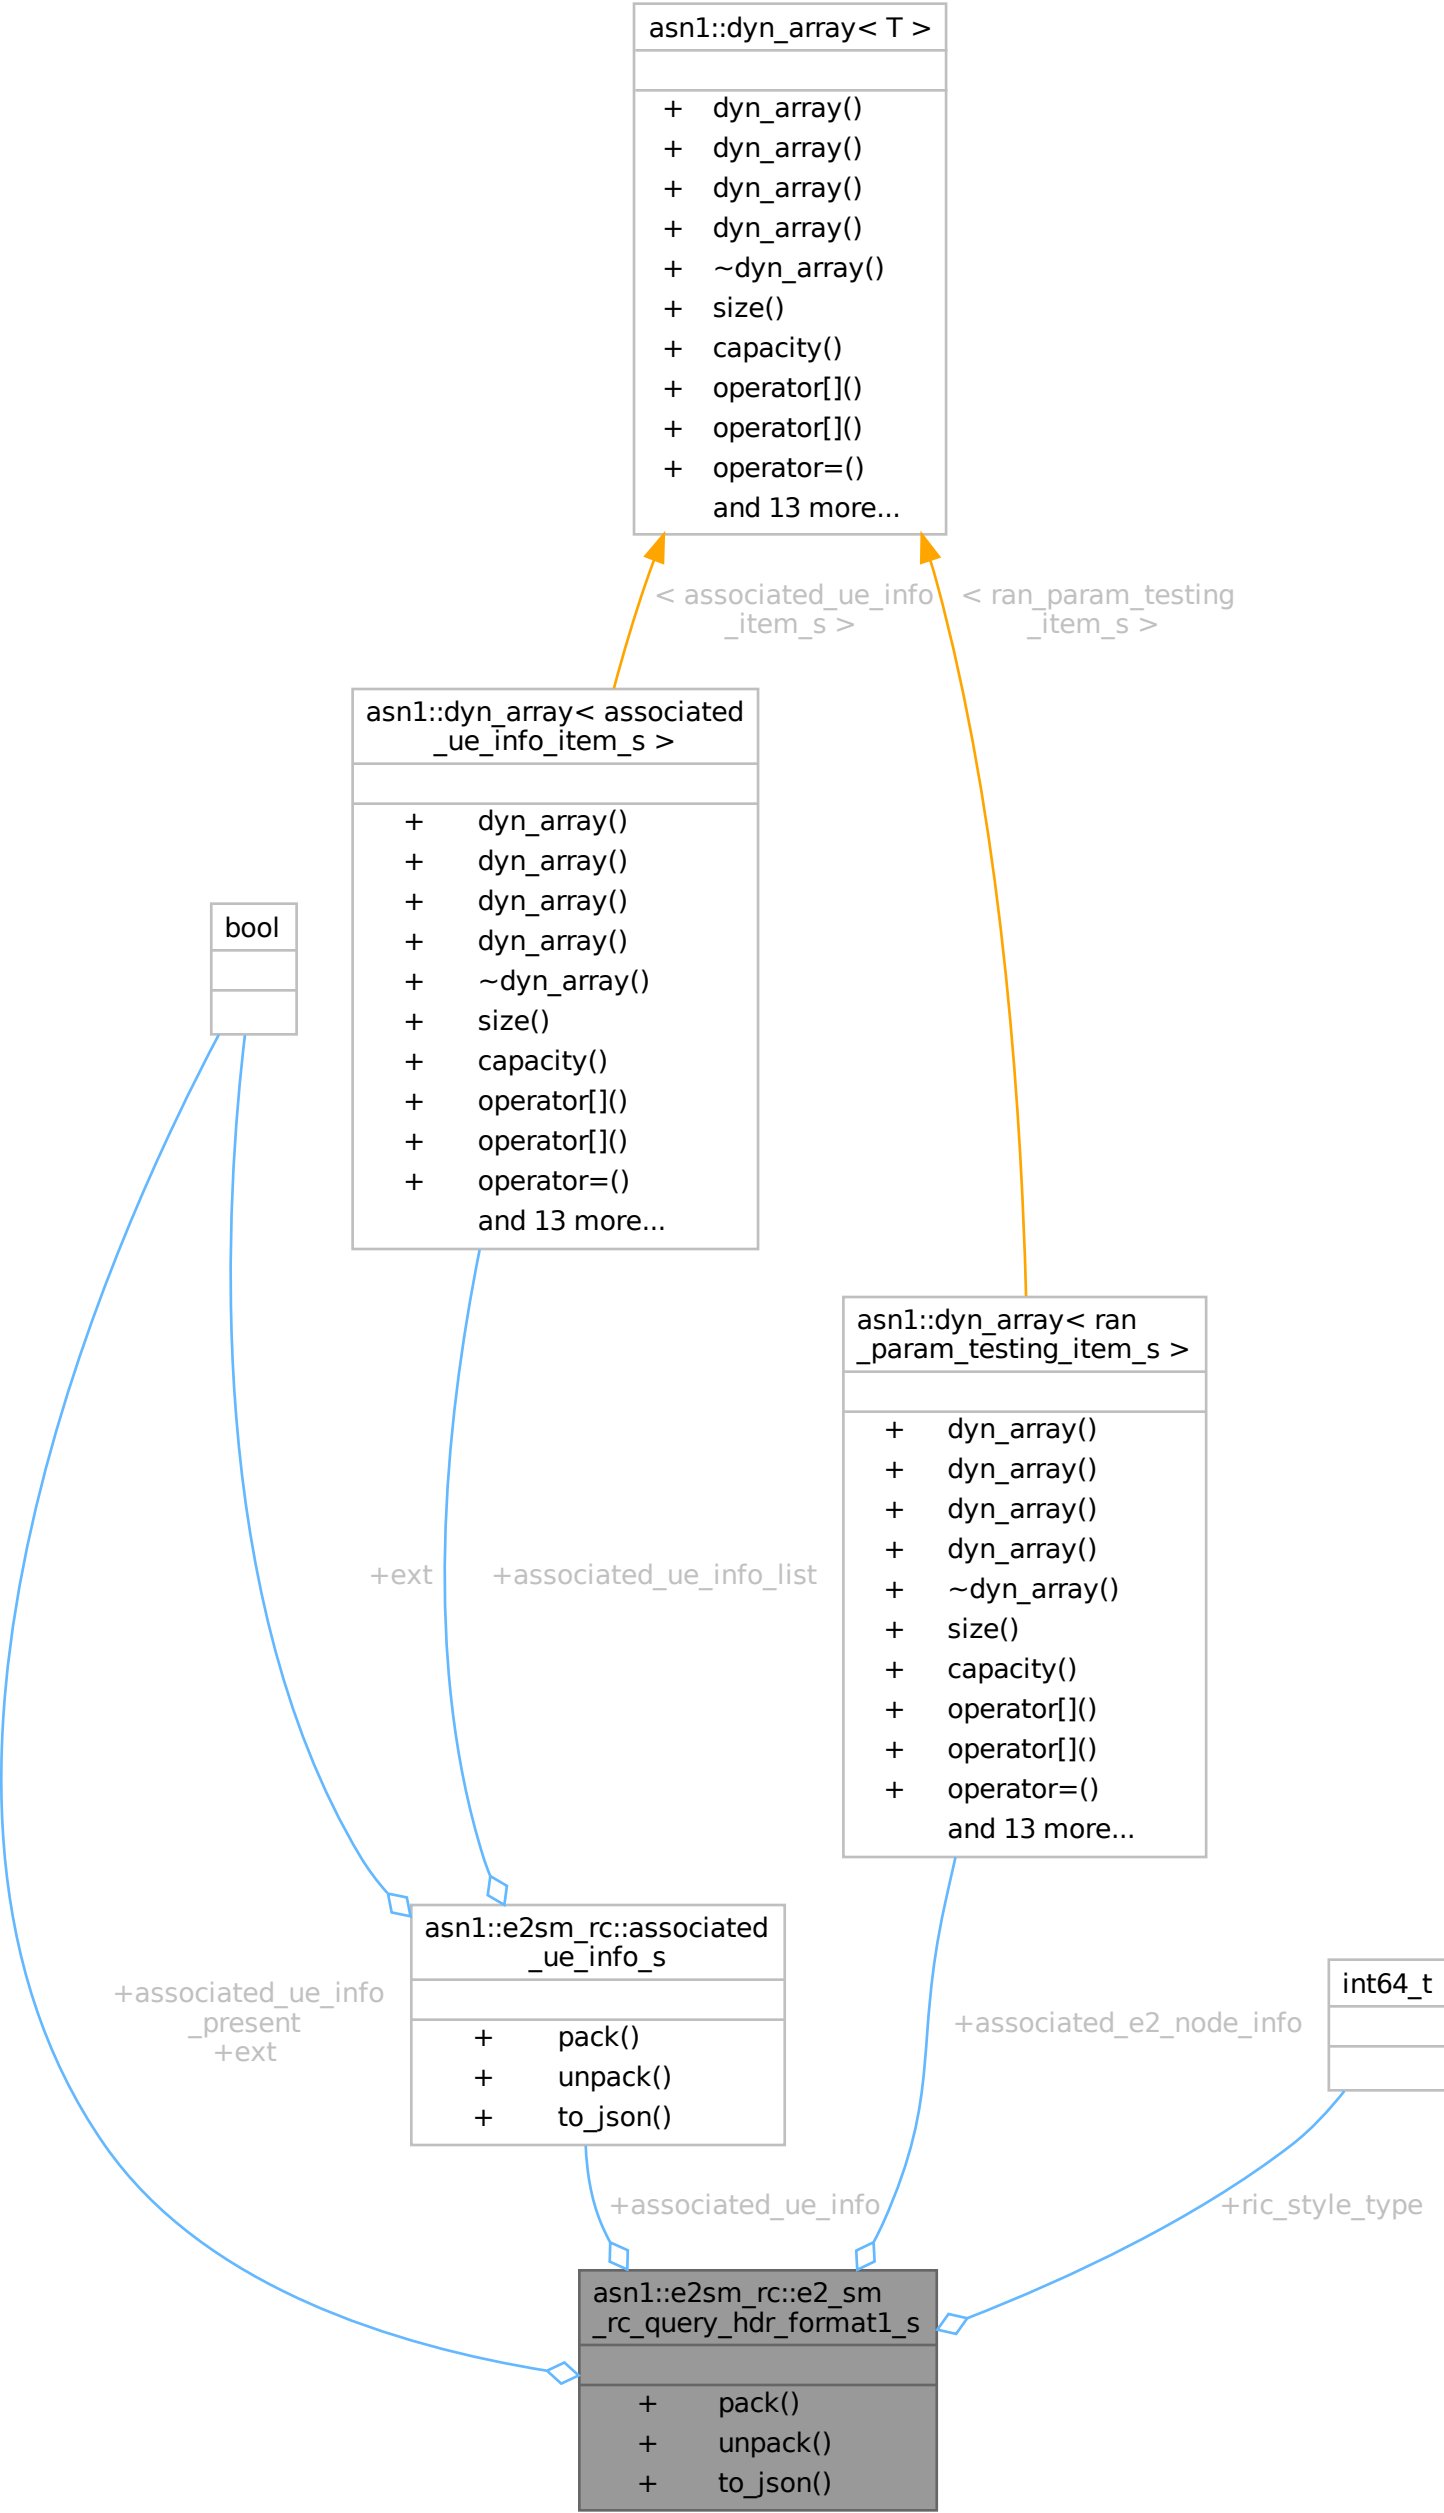 asn1::dyn_array< T >
+ dyn_array()
+ dyn_array()
+ dyn_array()
+ dyn_array()
+ ~dyn_array()
+ size()
+ capacity()
+ operator[]()
+ operator[]()
+ operator=()
and 13 more...
< associated_ue_info
_item_s >
< ran_param_testing
_item_s >
asn1::dyn_array< associated
_ue_info_item_s >
+ dyn_array()
+ dyn_array()
+ dyn_array()
+ dyn_array()
+ ~dyn_array()
+ size()
+ capacity()
+ operator[]()
+ operator[]()
+ operator=()
and 13 more...
bool
asn1::dyn_array< ran
_param_testing_item_s >
+ dyn_array()
+ dyn_array()
+ dyn_array()
+ dyn_array()
+ ~dyn_array()
+ size()
+ capacity()
+ operator[]()
+ operator[]()
+ operator=()
and 13 more...
+ext
+associated_ue_info_list
asn1::e2sm_rc::associated
_ue_info_s
+ pack()
+ unpack()
+ to_json()
+associated_ue_info
_present
+ext
+associated_e2_node_info
int64_t
+associated_ue_info
+ric_style_type
asn1::e2sm_rc::e2_sm
_rc_query_hdr_format1_s
+ pack()
+ unpack()
+ to_json()